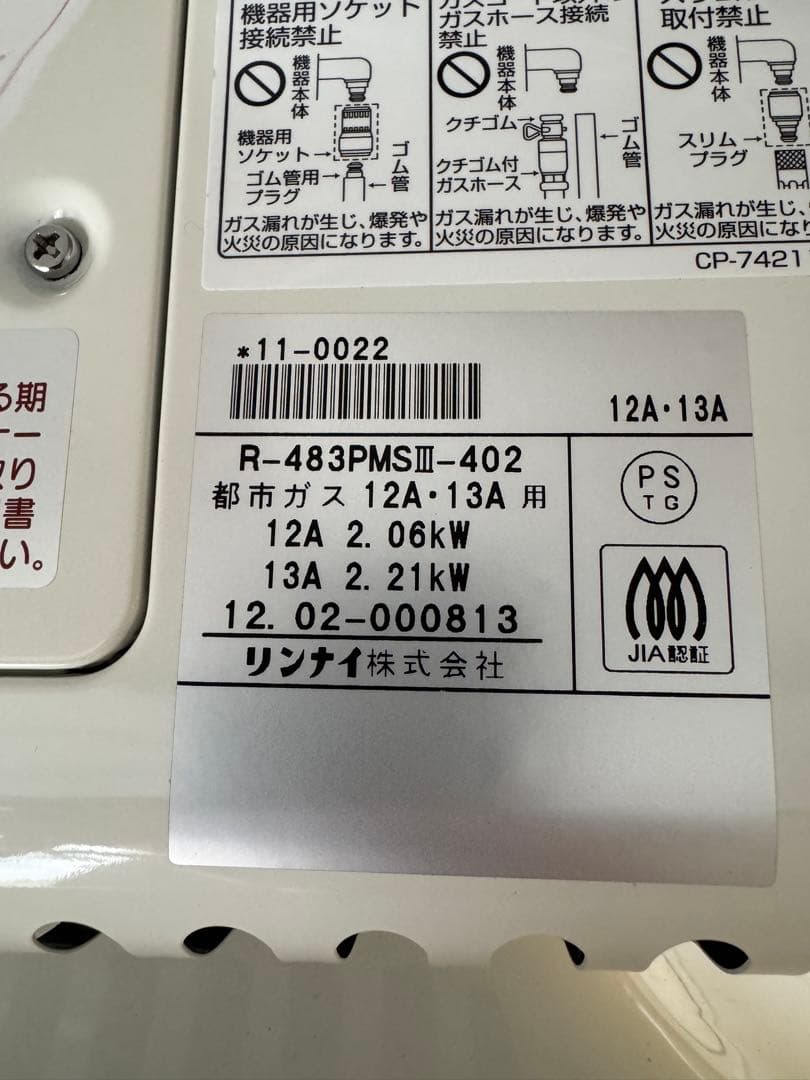 機器用ソケット
接続禁止
機器本体
機器用
ソケット
ゴム管用
プラグ
ゴム管
ガス漏れが生じ、爆発や
火災の原因になります。
ガスホース接続
禁止
機器本体
クチゴム
ゴム管
クチゴム付
ガスホース
ガス漏れが生じ、爆発や
火災の原因になります。
取付禁止
機器本体
スリム
プラグ
ガス漏れが生じ、
火災の原因になり
CP-7421
る期
ー
り
書
い。
*11-0022
12A・13A
R-483PMSⅢ-402
都市ガス 12A・13A 用
12A 2.06kW
13A 2.21kW
12.02-000813
リンナイ株式会社
PS
TG
JIA認証